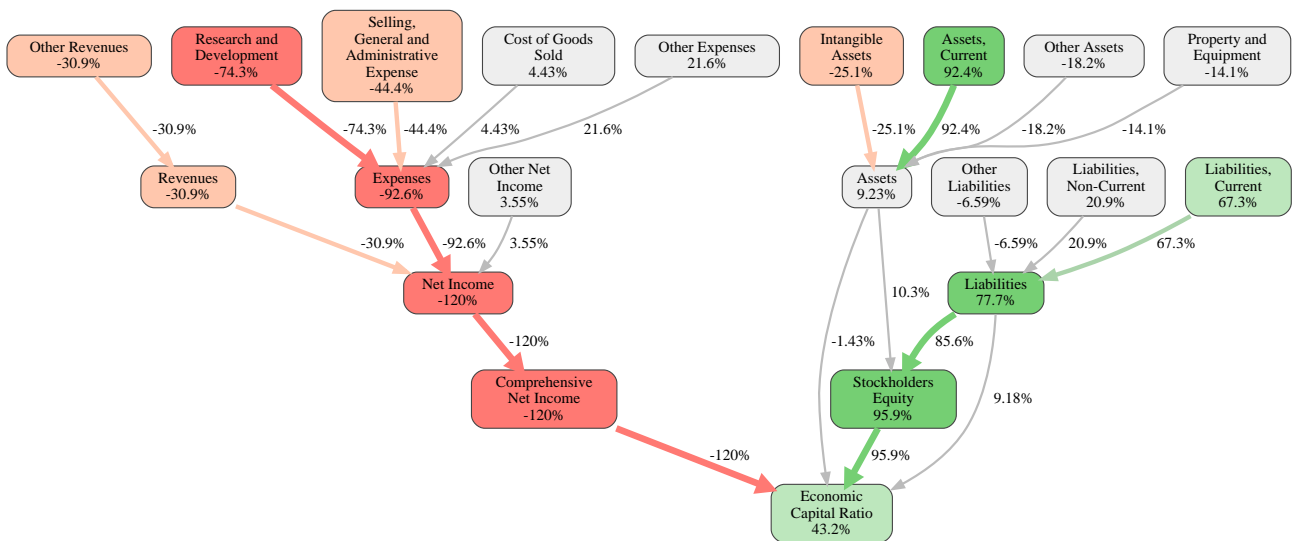 Other Revenues
-30.9%
Research and
Development
-74.3%
Selling,
General and
Administrative
Expense
-44.4%
Cost of Goods
Sold
4.43%
Other Expenses
21.6%
Intangible
Assets
-25.1%
Assets,
Current
92.4%
Other Assets
-18.2%
Property and
Equipment
-14.1%
-30.9%
-74.3%
-44.4%
4.43%
21.6%
-25.1%
92.4%
-18.2%
-14.1%
Revenues
-30.9%
Expenses
-92.6%
Other Net
Income
3.55%
Assets
9.23%
Other
Liabilities
-6.59%
Liabilities,
Non-Current
20.9%
Liabilities,
Current
67.3%
-30.9%
-92.6%
3.55%
-6.59%
20.9%
67.3%
Net Income
-120%
Liabilities
77.7%
10.3%
-120%
-1.43%
85.6%
Comprehensive
Net Income
-120%
Stockholders
Equity
95.9%
9.18%
-120%
95.9%
Economic
Capital Ratio
43.2%